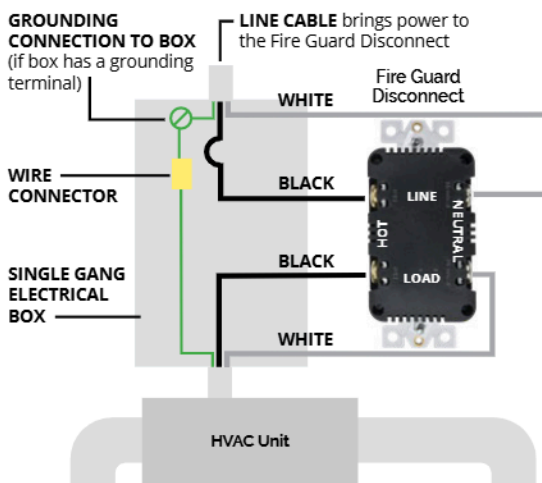 GROUNDING
CONNECTION TO BOX
(if box has a grounding
terminal)
LINE CABLE brings power to
the Fire Guard Disconnect
Fire Guard
Disconnect
WHITE
WIRE
CONNECTOR
BLACK
LINE
HOT
NEUTRAL
SINGLE GANG
ELECTRICAL
BOX
BLACK
LOAD
WHITE
HVAC Unit